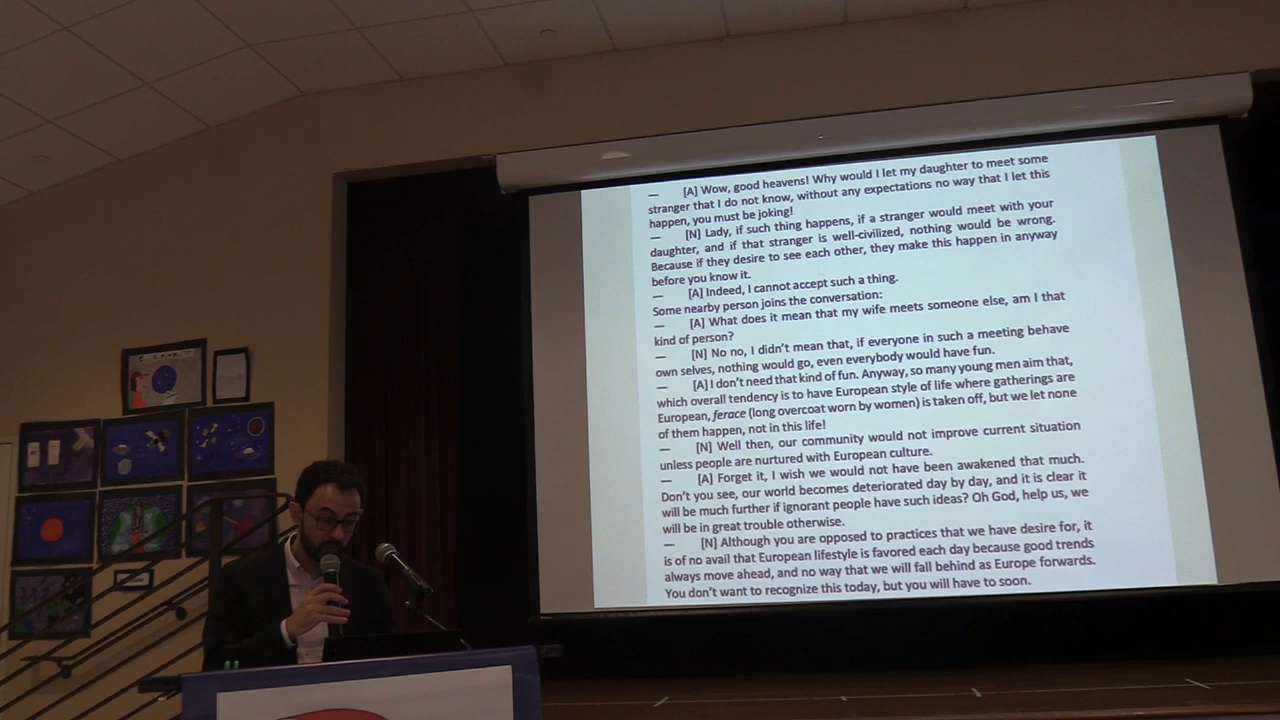 — [A] Wow, good heavens! Why would I let my daughter to meet some
stranger that I do not know, without any expectations no way that I let this
happen, you must be joking!
— [N] Lady, if such thing happens, if a stranger would meet with your
daughter, and if that stranger is well-civilized, nothing would be wrong.
Because if they desire to see each other, they make this happen in anyway
before you know it.
— [A] Indeed, I cannot accept such a thing.
Some nearby person joins the conversation:
— [A] What does it mean that my wife meets someone else, am I that
kind of person?
— [N] No no, I didn't mean that, if everyone in such a meeting behave
own selves, nothing would go, even everybody would have fun.
— [A] I don't need that kind of fun. Anyway, so many young men aim that,
which overall tendency is to have European style of life where gatherings are
European, ferace (long overcoat worn by women) is taken off, but we let none
of them happen, not in this life!
— [N] Well then, our community would not improve current situation
unless people are nurtured with European culture.
— [A] Forget it, I wish we would not have been awakened that much.
Don't you see, our world becomes deteriorated day by day, and it is clear it
will be much further if ignorant people have such ideas? Oh God, help us, we
will be in great trouble otherwise.
— [N] Although you are opposed to practices that we have desire for, it
is of no avail that European lifestyle is favored each day because good trends
always move ahead, and no way that we will fall behind as Europe forwards.
You don't want to recognize this today, but you will have to soon.